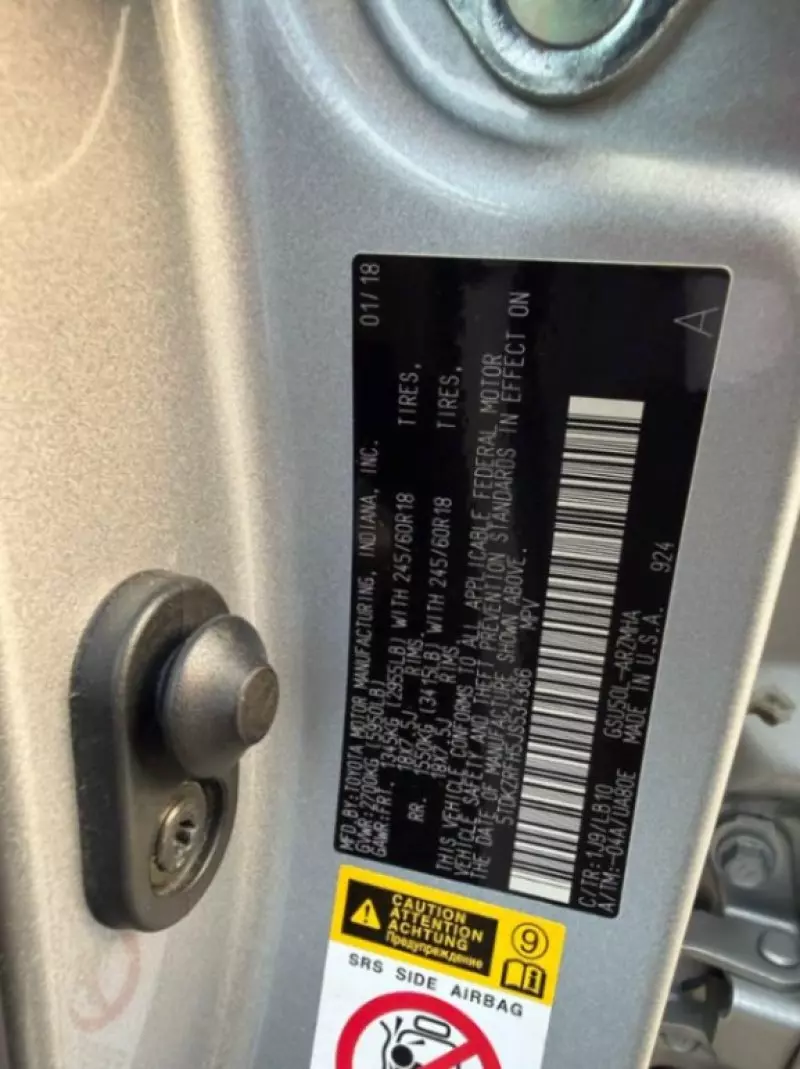 MFD BY:TOYOTA MOTOR MANUFACTURING, INDIANA, INC. 01/18
GVWR:2700KG (5950LB)
GAWR:FRT. 1345KG (2955LB) WITH 245/60R18 TIRES,
18X7.5J RIMS
RR. 1550KG (3415LB) WITH 245/60R18 TIRES,
18X7.5J RIMS
THIS VEHICLE CONFORMS TO ALL APPLICABLE FEDERAL MOTOR
VEHICLE SAFETY AND THEFT PREVENTION STANDARDS IN EFFECT ON
THE DATE OF MANUFACTURE SHOWN ABOVE.
5TDKZRFH5JS534366 MPV
A
C/TR:1J9/LB10 GSU50L-ARZMHA
A/TM:-04A/UA80E MADE IN U.S.A. 924
CAUTION
ATTENTION
ACHTUNG
Предупреждение
9
SRS SIDE AIRBAG